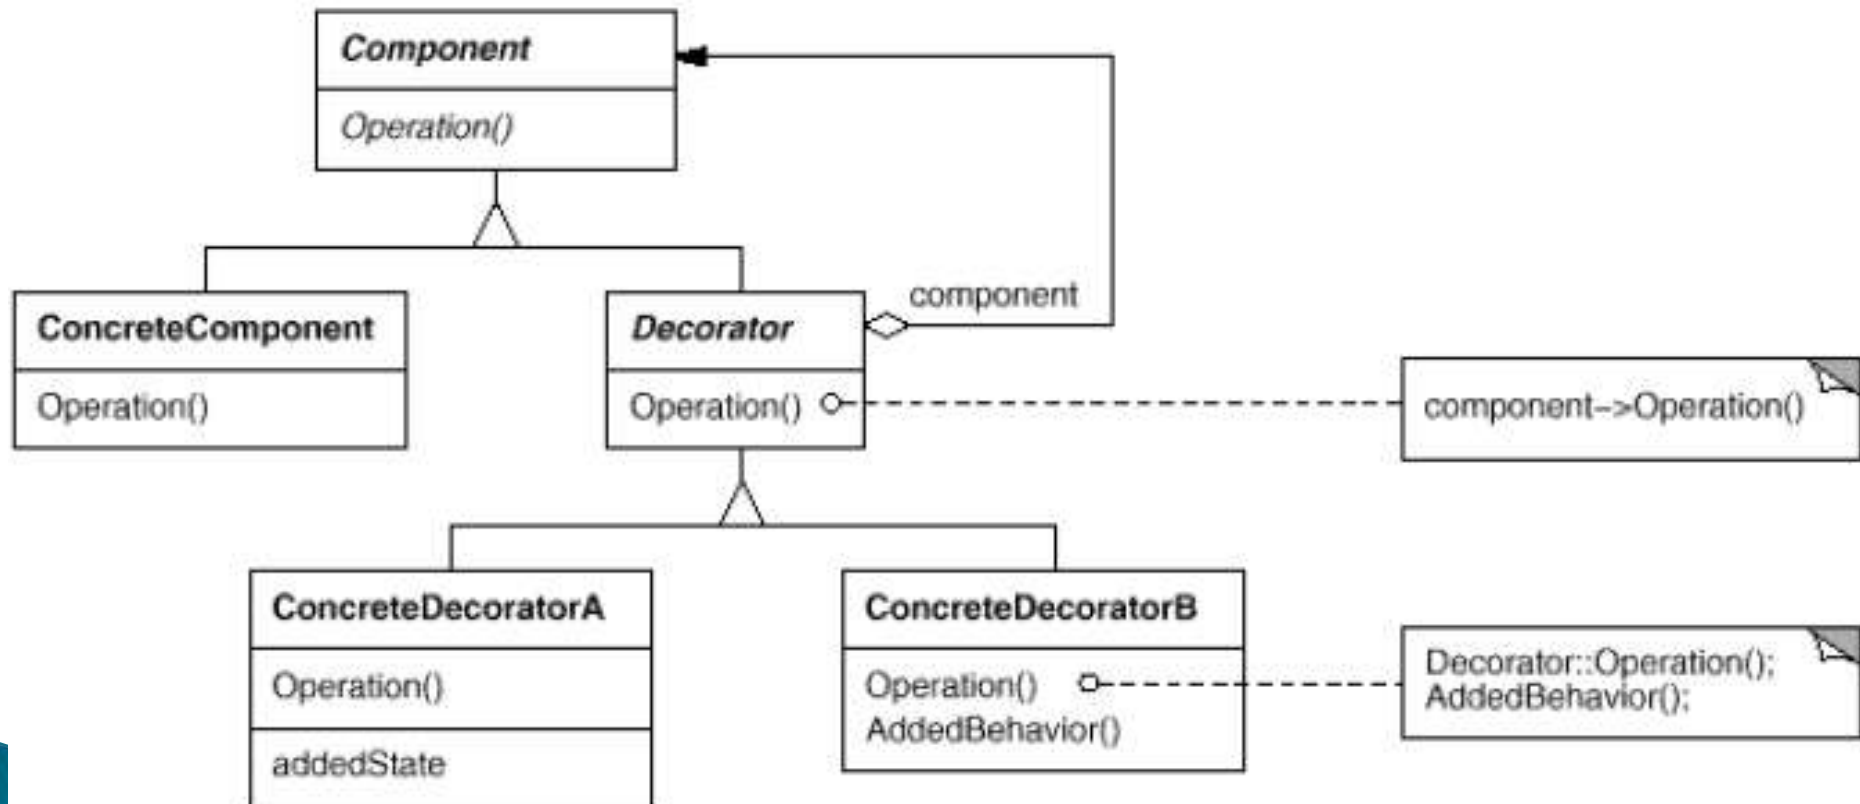 Component
Operation()
component
ConcreteComponent
Operation()
Decorator
Operation()
component–>Operation()
ConcreteDecoratorA
Operation()
addedState
ConcreteDecoratorB
Operation()
AddedBehavior()
Decorator::Operation();
AddedBehavior();